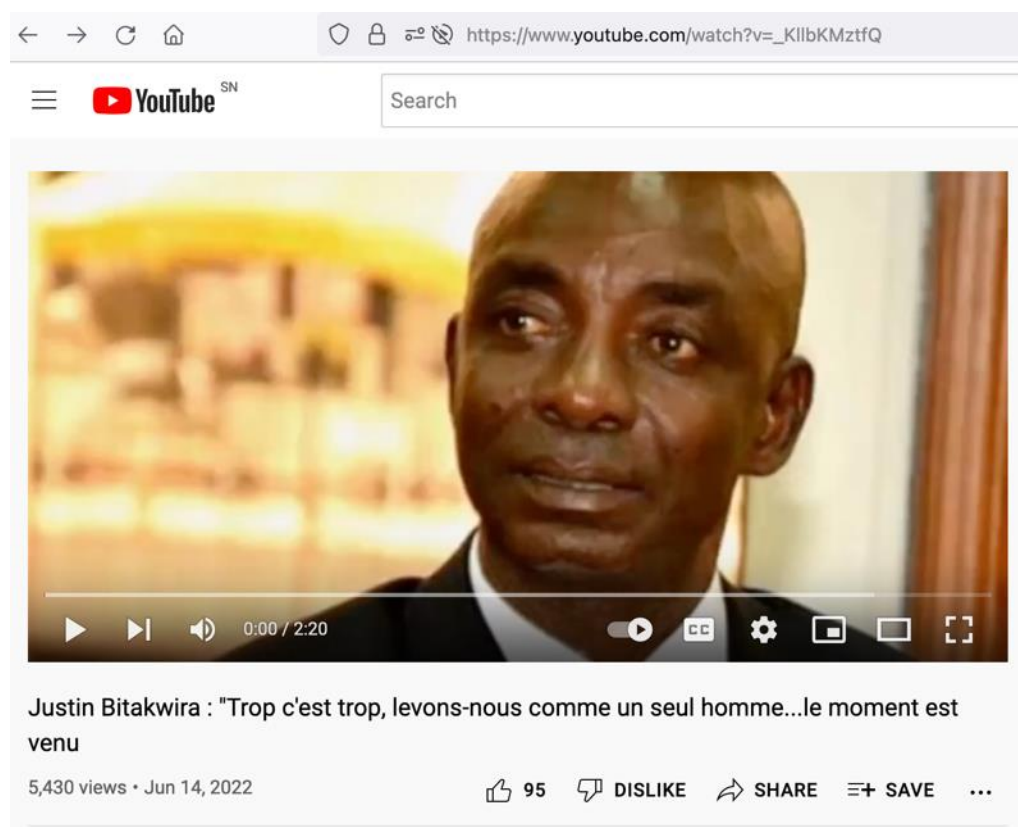 https://www.youtube.com/watch?v=_KllbKMztfQ
YouTube SN
Search
0:00 / 2:20
CC
Justin Bitakwira : "Trop c'est trop, levons-nous comme un seul homme...le moment est
venu
5,430 views • Jun 14, 2022
95 DISLIKE SHARE SAVE ...